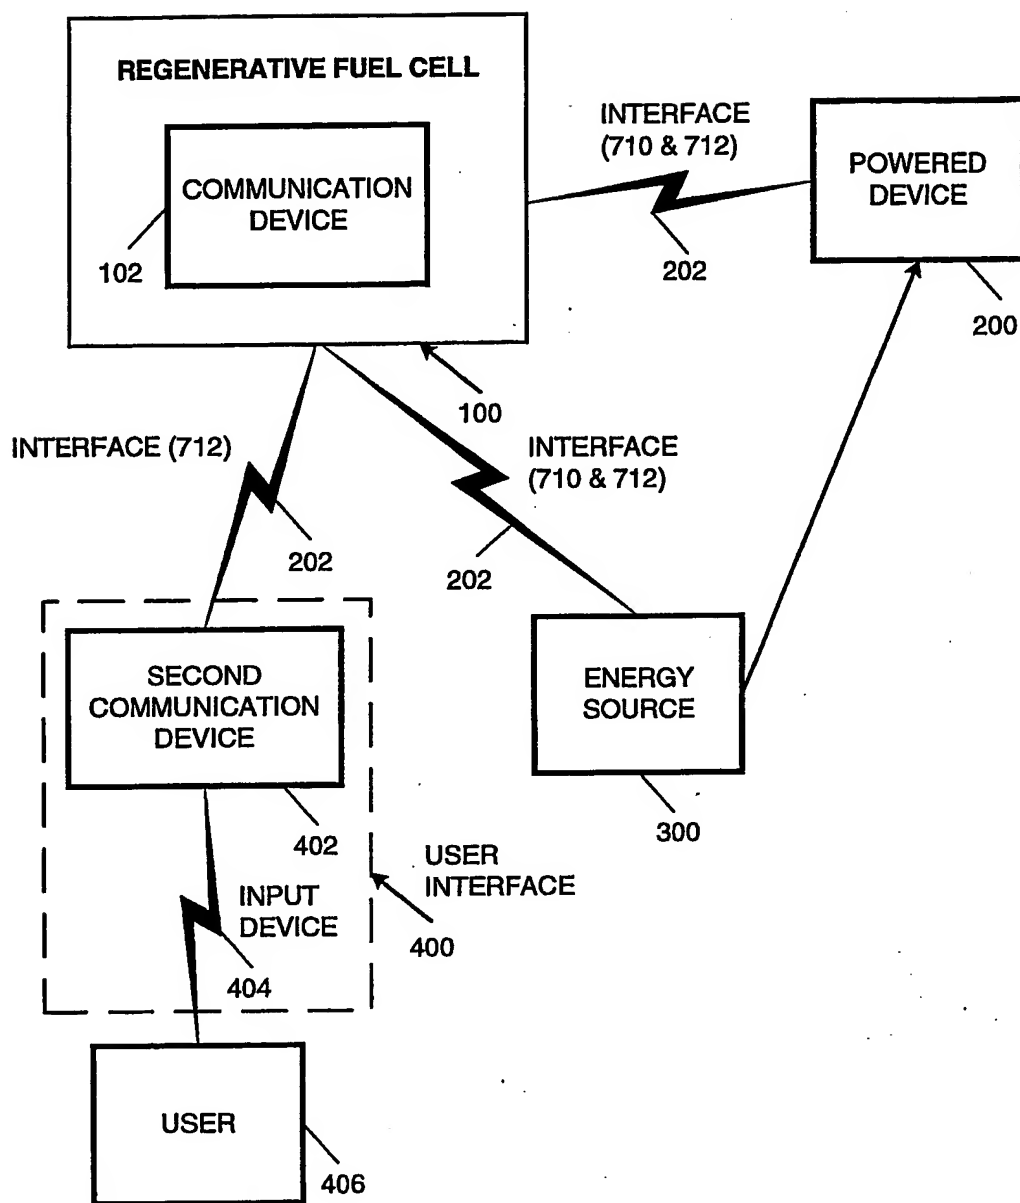 REGENERATIVE FUEL CELL
COMMUNICATION
DEVICE
102
INTERFACE
(710 & 712)
202
POWERED
DEVICE
200
100
INTERFACE (712)
202
INTERFACE
(710 & 712)
202
SECOND
COMMUNICATION
DEVICE
402
ENERGY
SOURCE
300
INPUT
DEVICE
404
USER
INTERFACE
400
USER
406